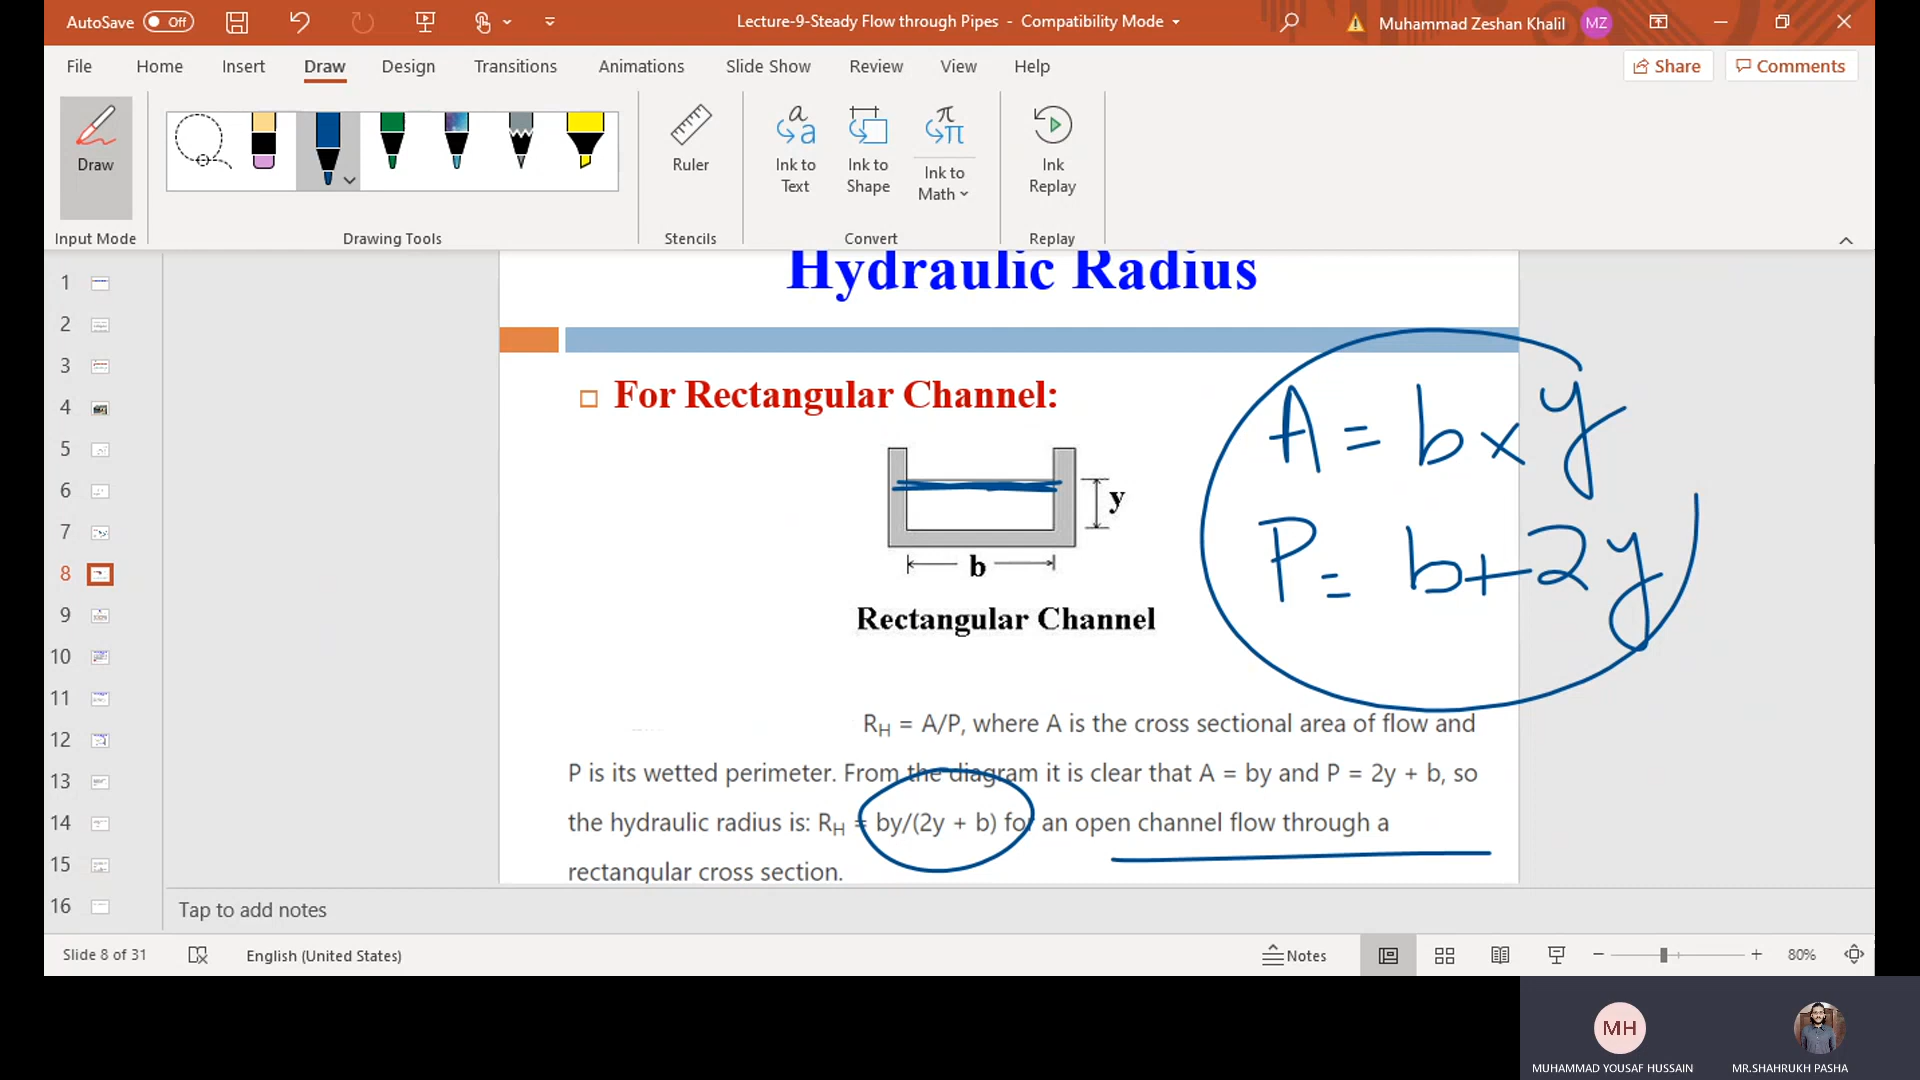 AutoSave Off
Lecture-9-Steady Flow through Pipes - Compatibility Mode
Muhammad Zeshan Khalil MZ
File Home Insert Draw Design Transitions Animations Slide Show Review View Help
Share Comments
Draw
Ruler
Ink to Text
Ink to Shape
Ink to Math
Ink Replay
Input Mode Drawing Tools Stencils Convert Replay
1
2
3
4
5
6
7
8
9
10
11
12
13
14
15
16
Hydraulic Radius
For Rectangular Channel:
y
b
Rectangular Channel
A = b x y
P = b + 2y
RH = A/P, where A is the cross sectional area of flow and
P is its wetted perimeter. From the diagram it is clear that A = by and P = 2y + b, so
the hydraulic radius is: RH = by/(2y + b) for an open channel flow through a
rectangular cross section.
Tap to add notes
Slide 8 of 31 English (United States) Notes 80%
MH
MUHAMMAD YOUSAF HUSSAIN MR.SHAHRUKH PASHA